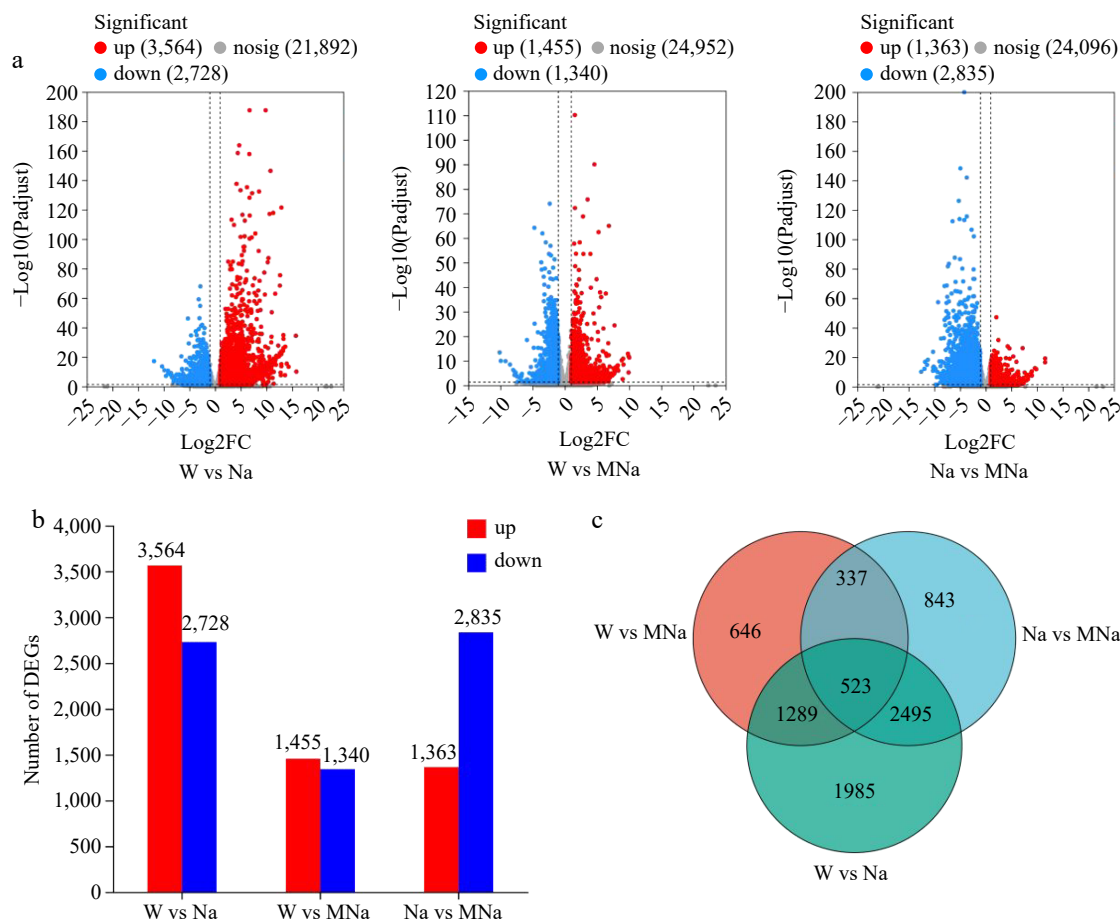 a
Significant
up (3,564) nosig (21,892)
down (2,728)
200
180
160
140
120
100
80
60
40
20
0
−Log10(Padjust)
−25 −20 −15 −10 −5 0 5 10 15 20 25
Log2FC
W vs Na
Significant
up (1,455) nosig (24,952)
down (1,340)
120
110
100
90
80
70
60
50
40
30
20
10
0
−Log10(Padjust)
−15 −10 −5 0 5 10 15 20 25
Log2FC
W vs MNa
Significant
up (1,363) nosig (24,096)
down (2,835)
200
180
160
140
120
100
80
60
40
20
0
−Log10(Padjust)
−25 −20 −15 −10 −5 0 5 10 15 20 25
Log2FC
Na vs MNa
b
4,000
3,500
3,000
2,500
2,000
1,500
1,000
500
0
Number of DEGs
up
down
3,564
2,728
1,455
1,340
1,363
2,835
W vs Na W vs MNa Na vs MNa
c
337
843
646
W vs MNa
Na vs MNa
523
1289
2495
1985
W vs Na